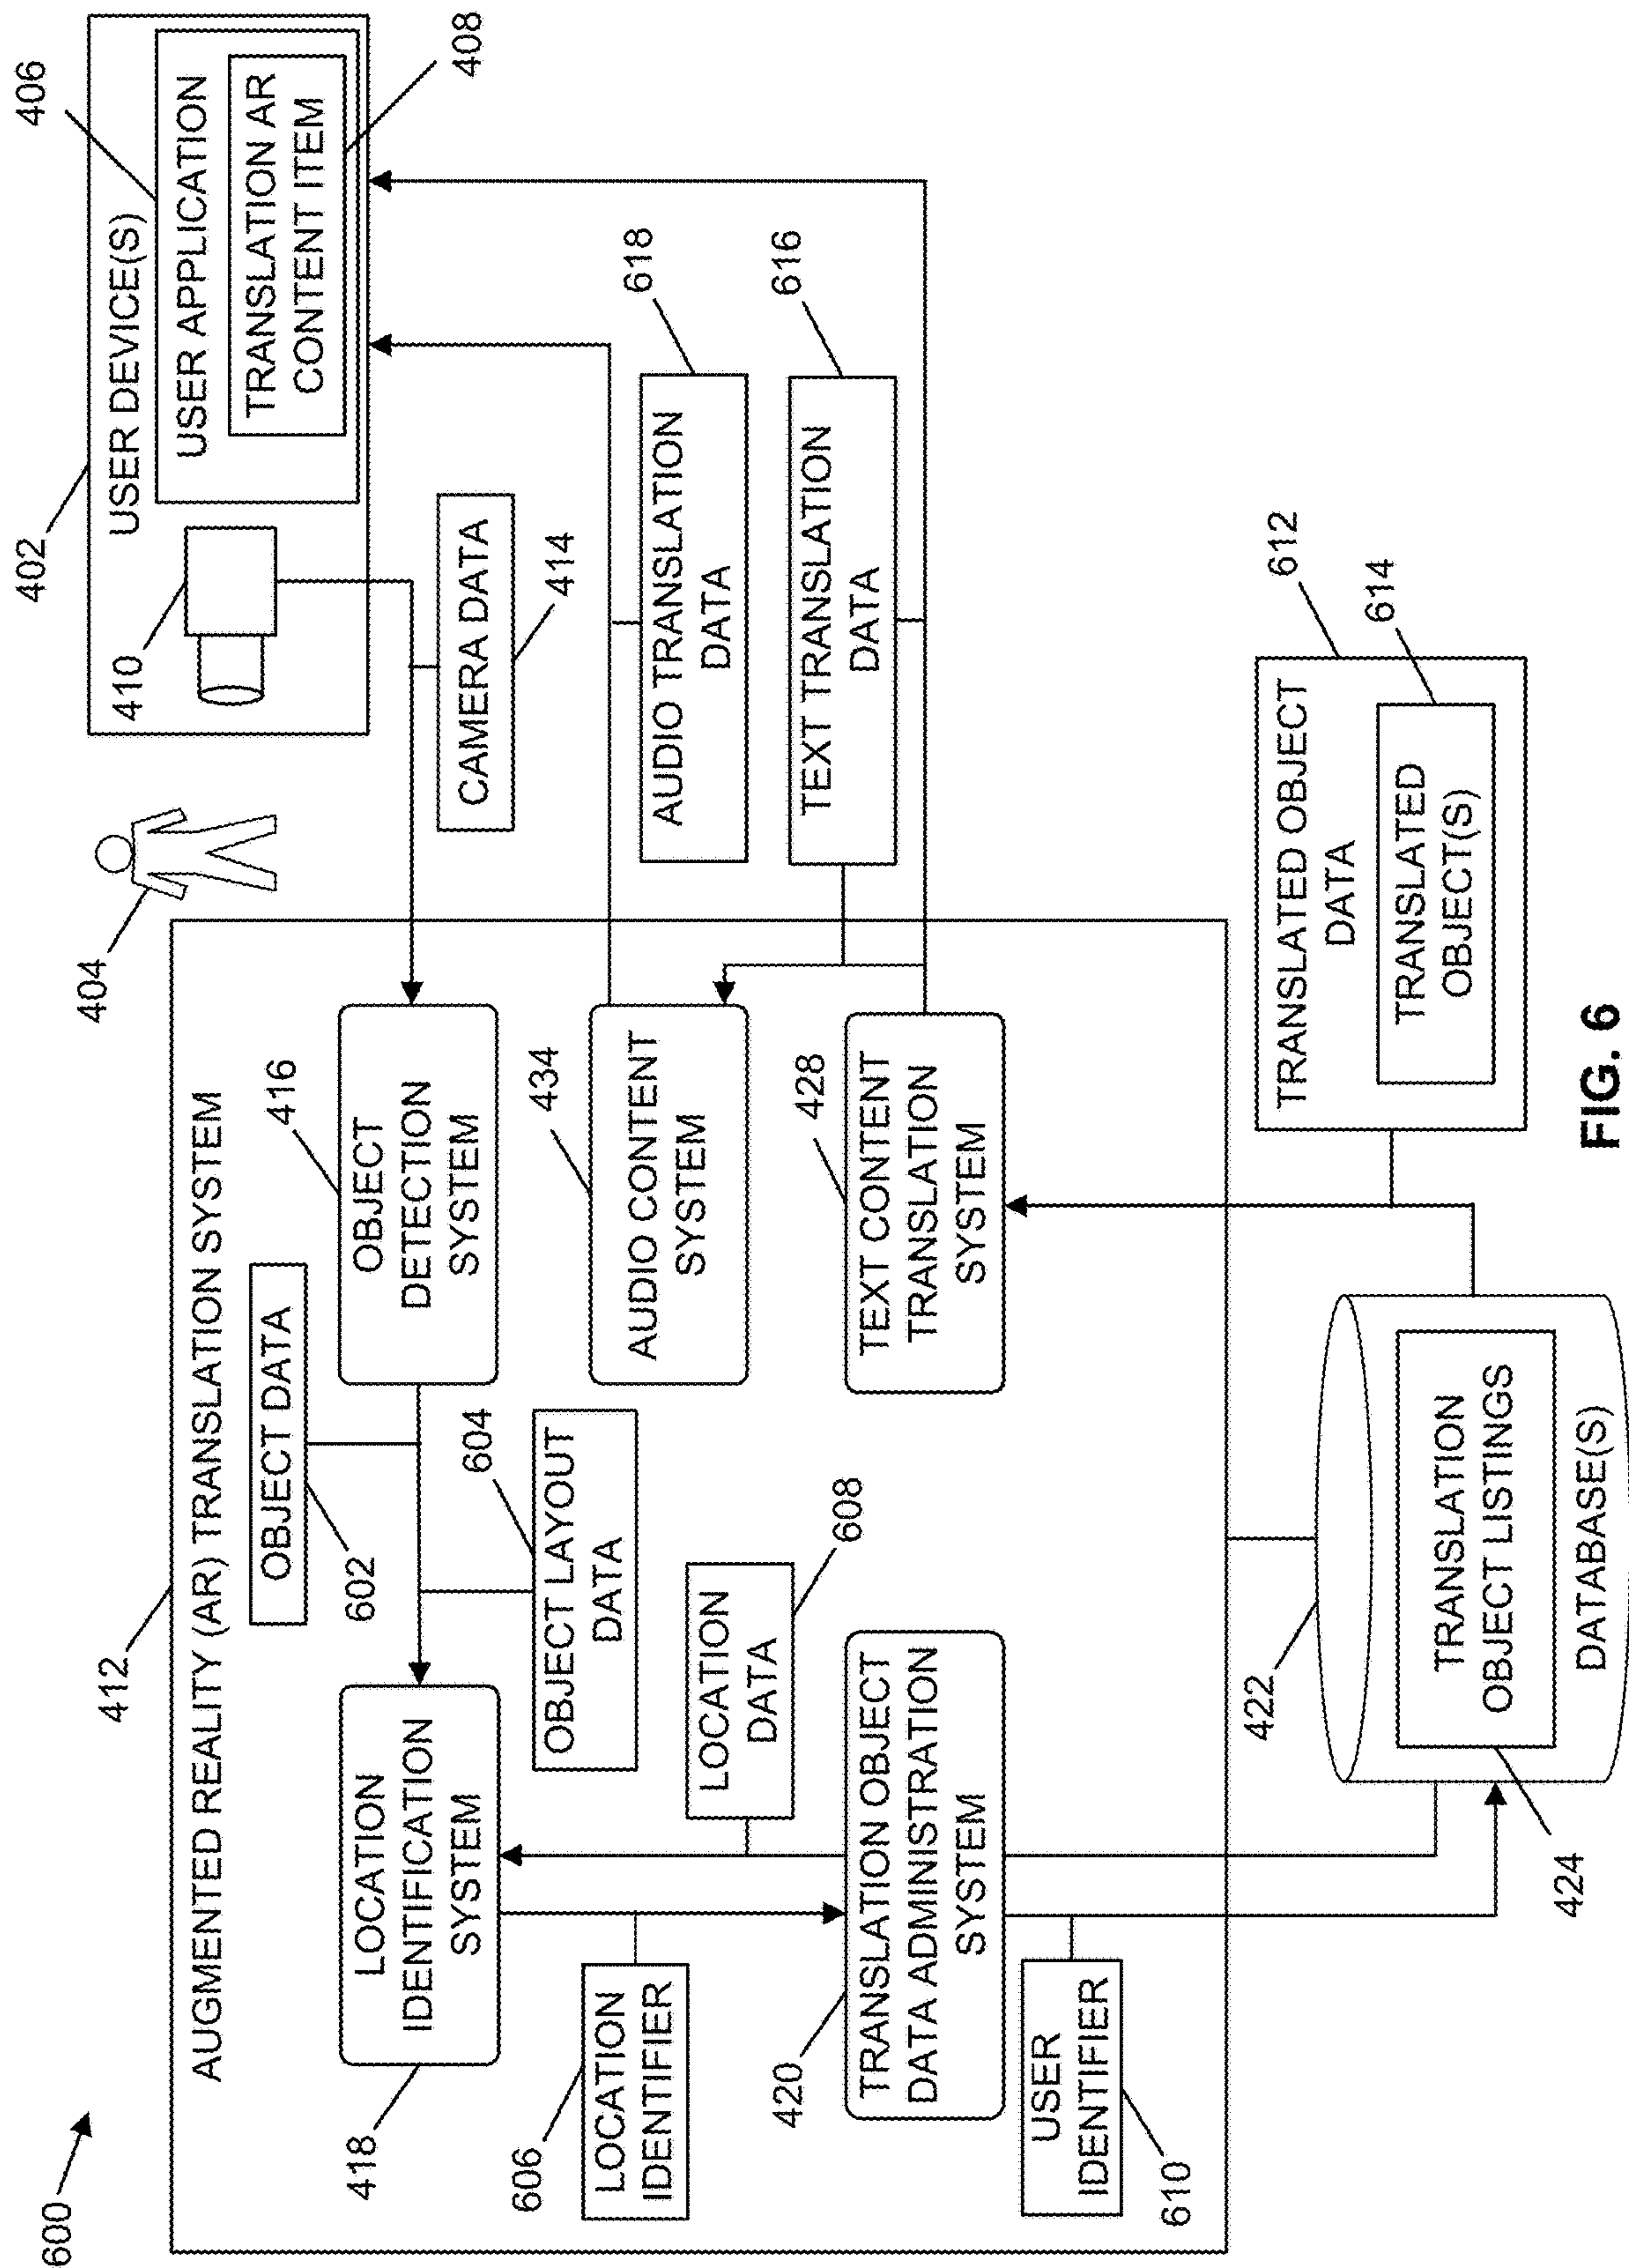 600
412
AUGMENTED REALITY (AR) TRANSLATION SYSTEM
404
402
USER DEVICE(S)
410
406
USER APPLICATION
TRANSLATION AR
CONTENT ITEM
408
418
LOCATION
IDENTIFICATION
SYSTEM
OBJECT DATA
602
604
OBJECT LAYOUT
DATA
416
OBJECT
DETECTION
SYSTEM
CAMERA DATA
414
606
LOCATION
IDENTIFIER
LOCATION
DATA
608
434
AUDIO CONTENT
SYSTEM
AUDIO TRANSLATION
DATA
618
420
TRANSLATION OBJECT
DATA ADMINISTRATION
SYSTEM
428
TEXT CONTENT
TRANSLATION
SYSTEM
TEXT TRANSLATION
DATA
616
USER
IDENTIFIER
610
422
TRANSLATION
OBJECT LISTINGS
DATABASE(S)
424
TRANSLATED OBJECT
DATA
612
TRANSLATED
OBJECT(S)
614
FIG. 6